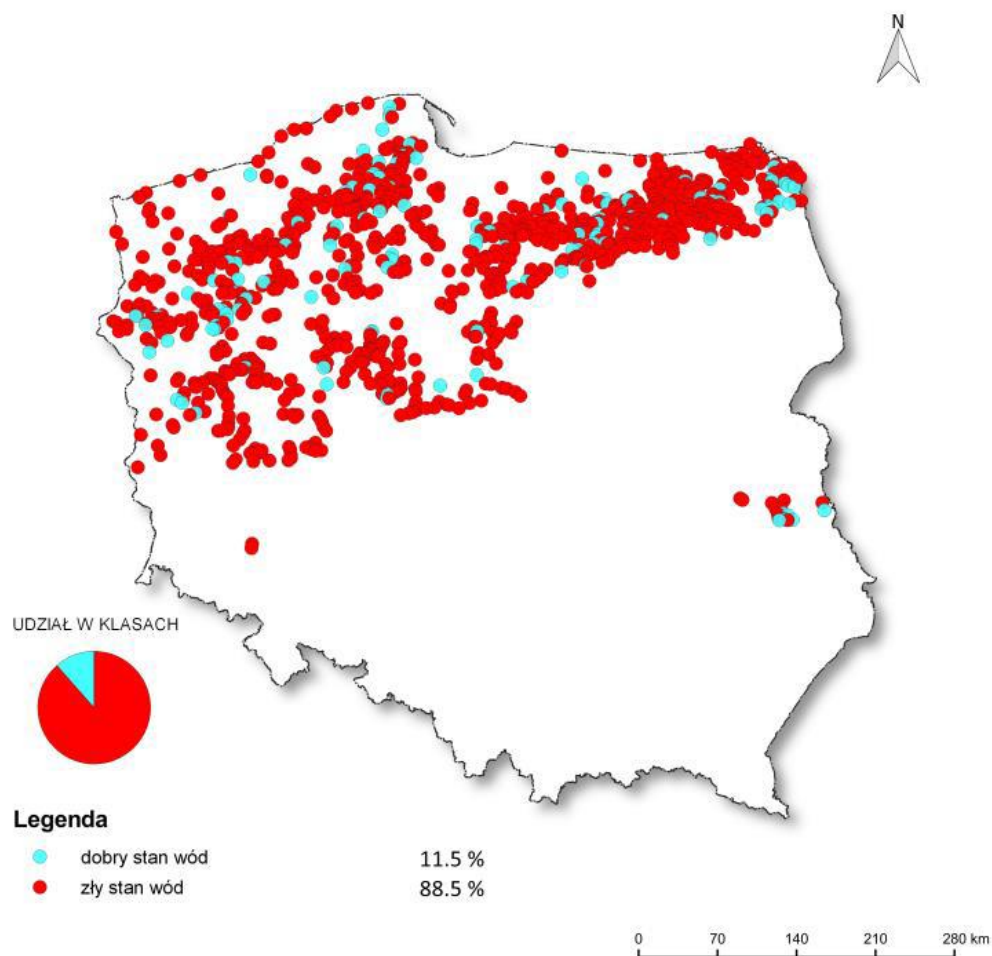 N
UDZIAŁ W KLASACH
Legenda
dobry stan wód 11.5 %
zły stan wód 88.5 %
0 70 140 210 280 km